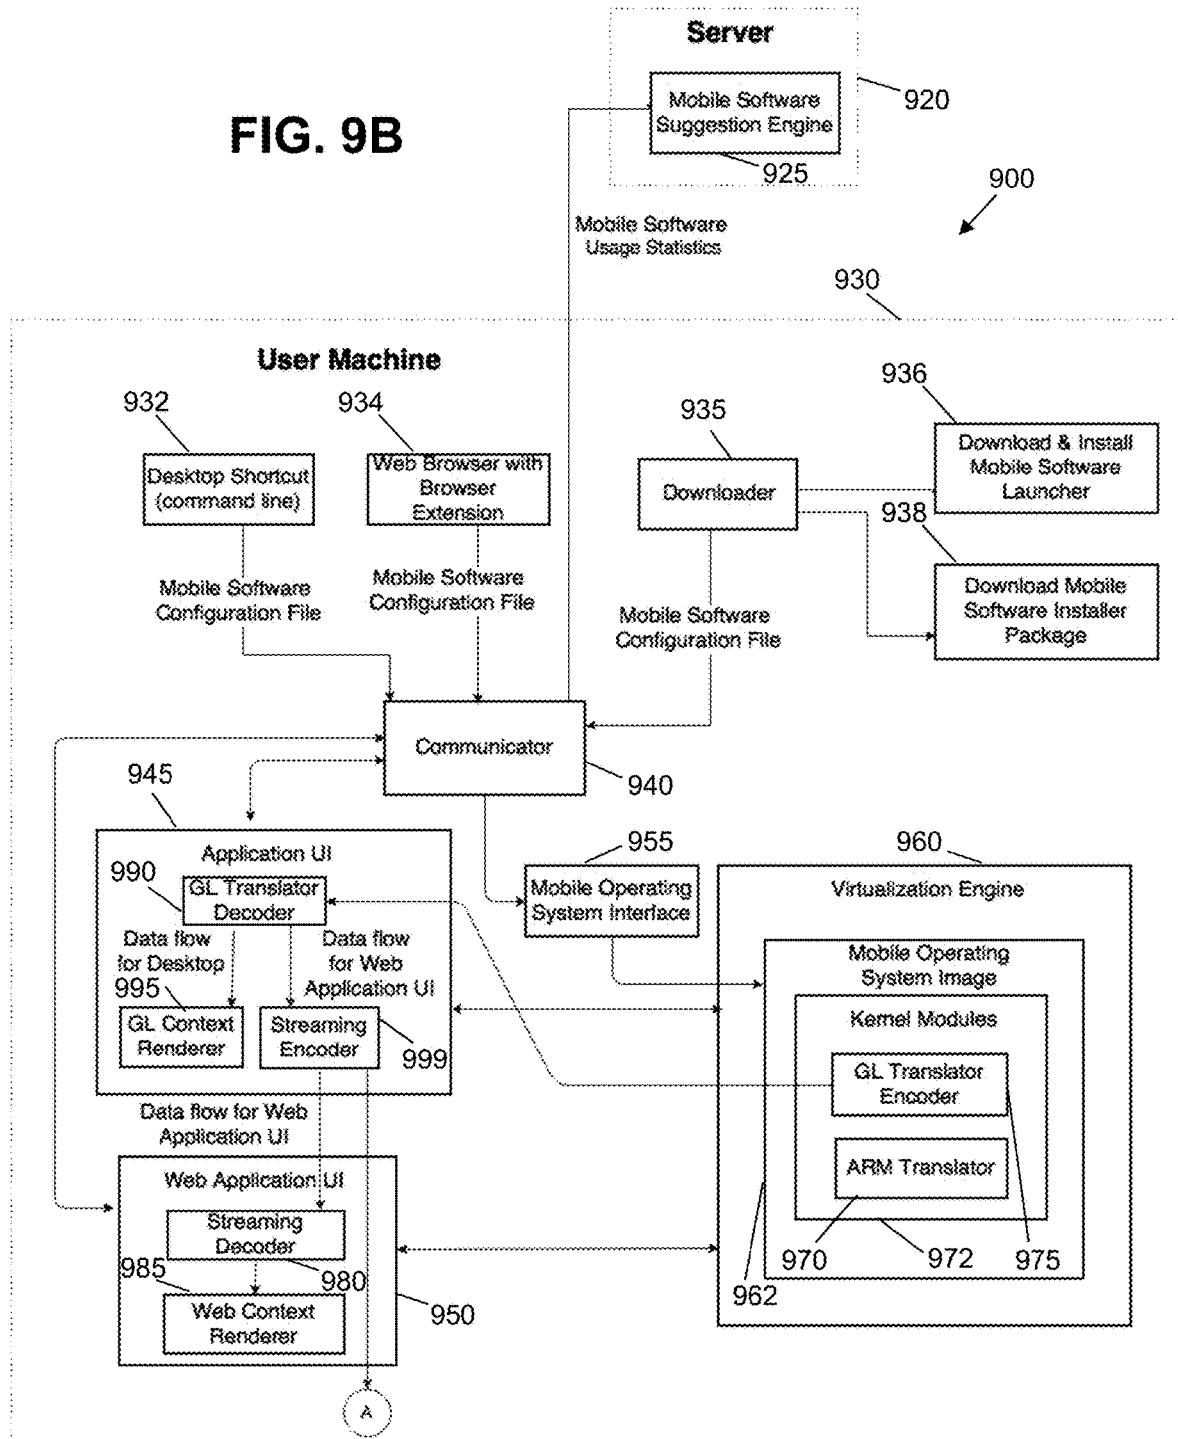 Server
Mobile Software
Suggestion Engine
920
925
FIG. 9B
900
Mobile Software
Usage Statistics
930
User Machine
932
934
935
936
Desktop Shortcut
(command line)
Web Browser with
Browser
Extension
Downloader
Download & Install
Mobile Software
Launcher
938
Mobile Software
Configuration File
Mobile Software
Configuration File
Mobile Software
Configuration File
Download Mobile
Software Installer
Package
Communicator
940
945
Application UI
990
GL Translator
Decoder
Data flow
for Desktop
Data flow
for Web
Application UI
995
GL Context
Renderer
Streaming
Encoder
999
955
Mobile Operating
System Interface
960
Virtualization Engine
Mobile Operating
System Image
Kernel Modules
GL Translator
Encoder
ARM Translator
970
972
975
962
Data flow for Web
Application UI
Web Application UI
Streaming
Decoder
980
985
Web Context
Renderer
950
A